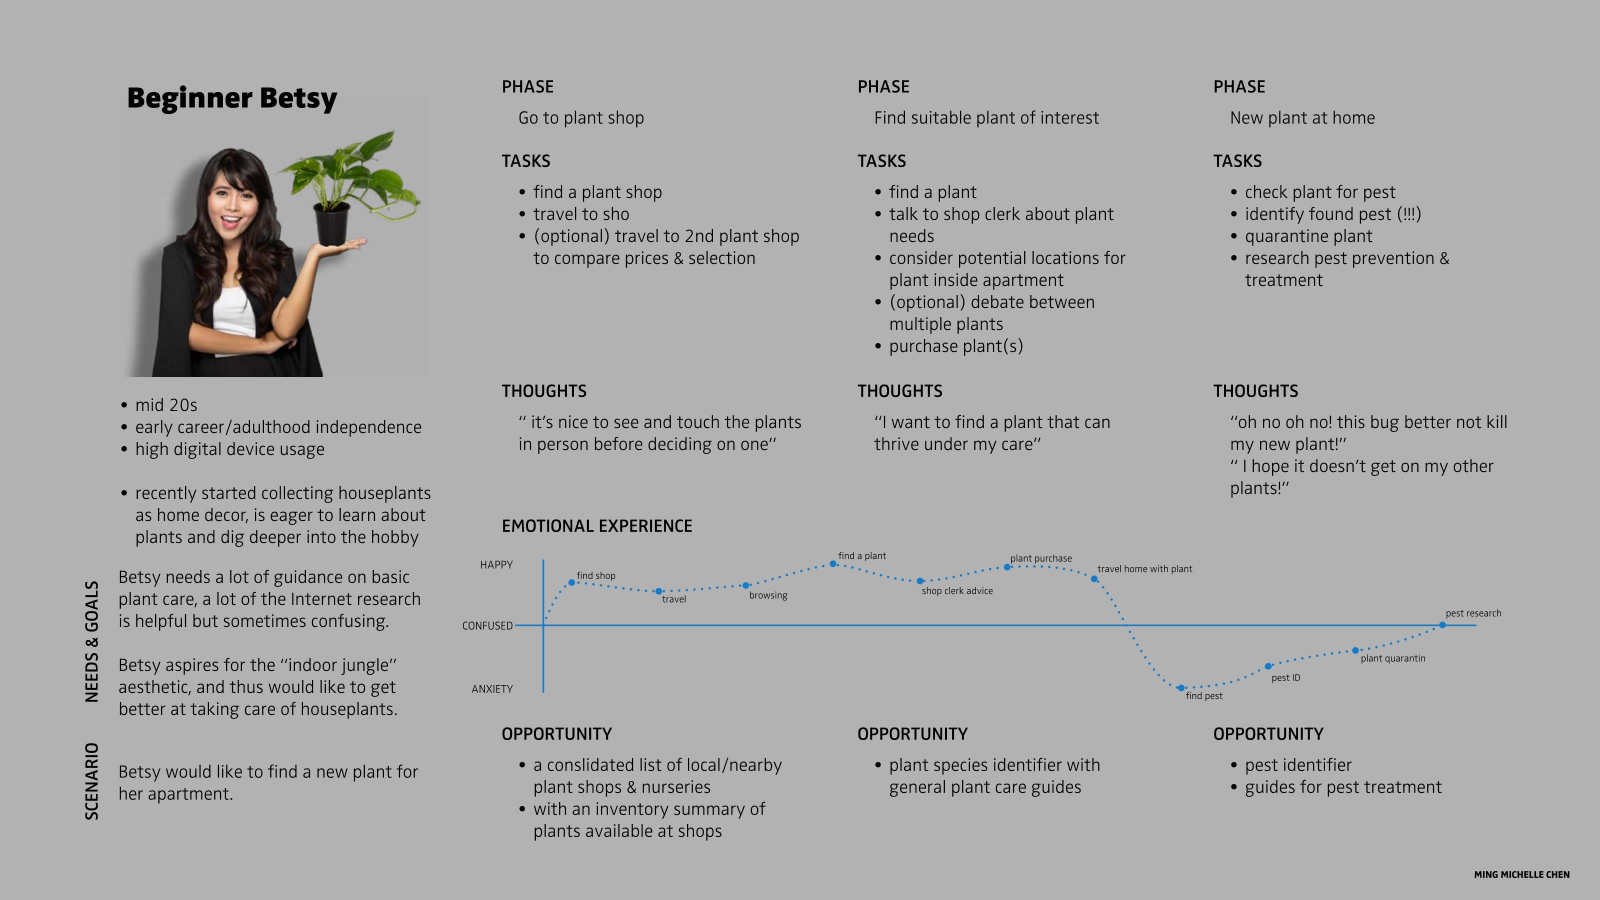 Beginner Betsy
• mid 20s
• early career/adulthood independence
• high digital device usage
• recently started collecting houseplants
as home decor, is eager to learn about
plants and dig deeper into the hobby
NEEDS & GOALS
Betsy needs a lot of guidance on basic
plant care, a lot of the Internet research
is helpful but sometimes confusing.
Betsy aspires for the “indoor jungle”
aesthetic, and thus would like to get
better at taking care of houseplants.
SCENARIO
Betsy would like to find a new plant for
her apartment.
PHASE
Go to plant shop
TASKS
• find a plant shop
• travel to sho
• (optional) travel to 2nd plant shop
to compare prices & selection
THOUGHTS
“ it’s nice to see and touch the plants
in person before deciding on one”
PHASE
Find suitable plant of interest
TASKS
• find a plant
• talk to shop clerk about plant
needs
• consider potential locations for
plant inside apartment
• (optional) debate between
multiple plants
• purchase plant(s)
THOUGHTS
“I want to find a plant that can
thrive under my care”
PHASE
New plant at home
TASKS
• check plant for pest
• identify found pest (!!!)
• quarantine plant
• research pest prevention &
treatment
THOUGHTS
“oh no oh no! this bug better not kill
my new plant!”
“ I hope it doesn’t get on my other
plants!”
EMOTIONAL EXPERIENCE
HAPPY
CONFUSED
ANXIETY
find shop
travel
browsing
find a plant
shop clerk advice
plant purchase
travel home with plant
find pest
pest ID
plant quarantin
pest research
OPPORTUNITY
• a conslidated list of local/nearby
plant shops & nurseries
• with an inventory summary of
plants available at shops
OPPORTUNITY
• plant species identifier with
general plant care guides
OPPORTUNITY
• pest identifier
• guides for pest treatment
MING MICHELLE CHEN